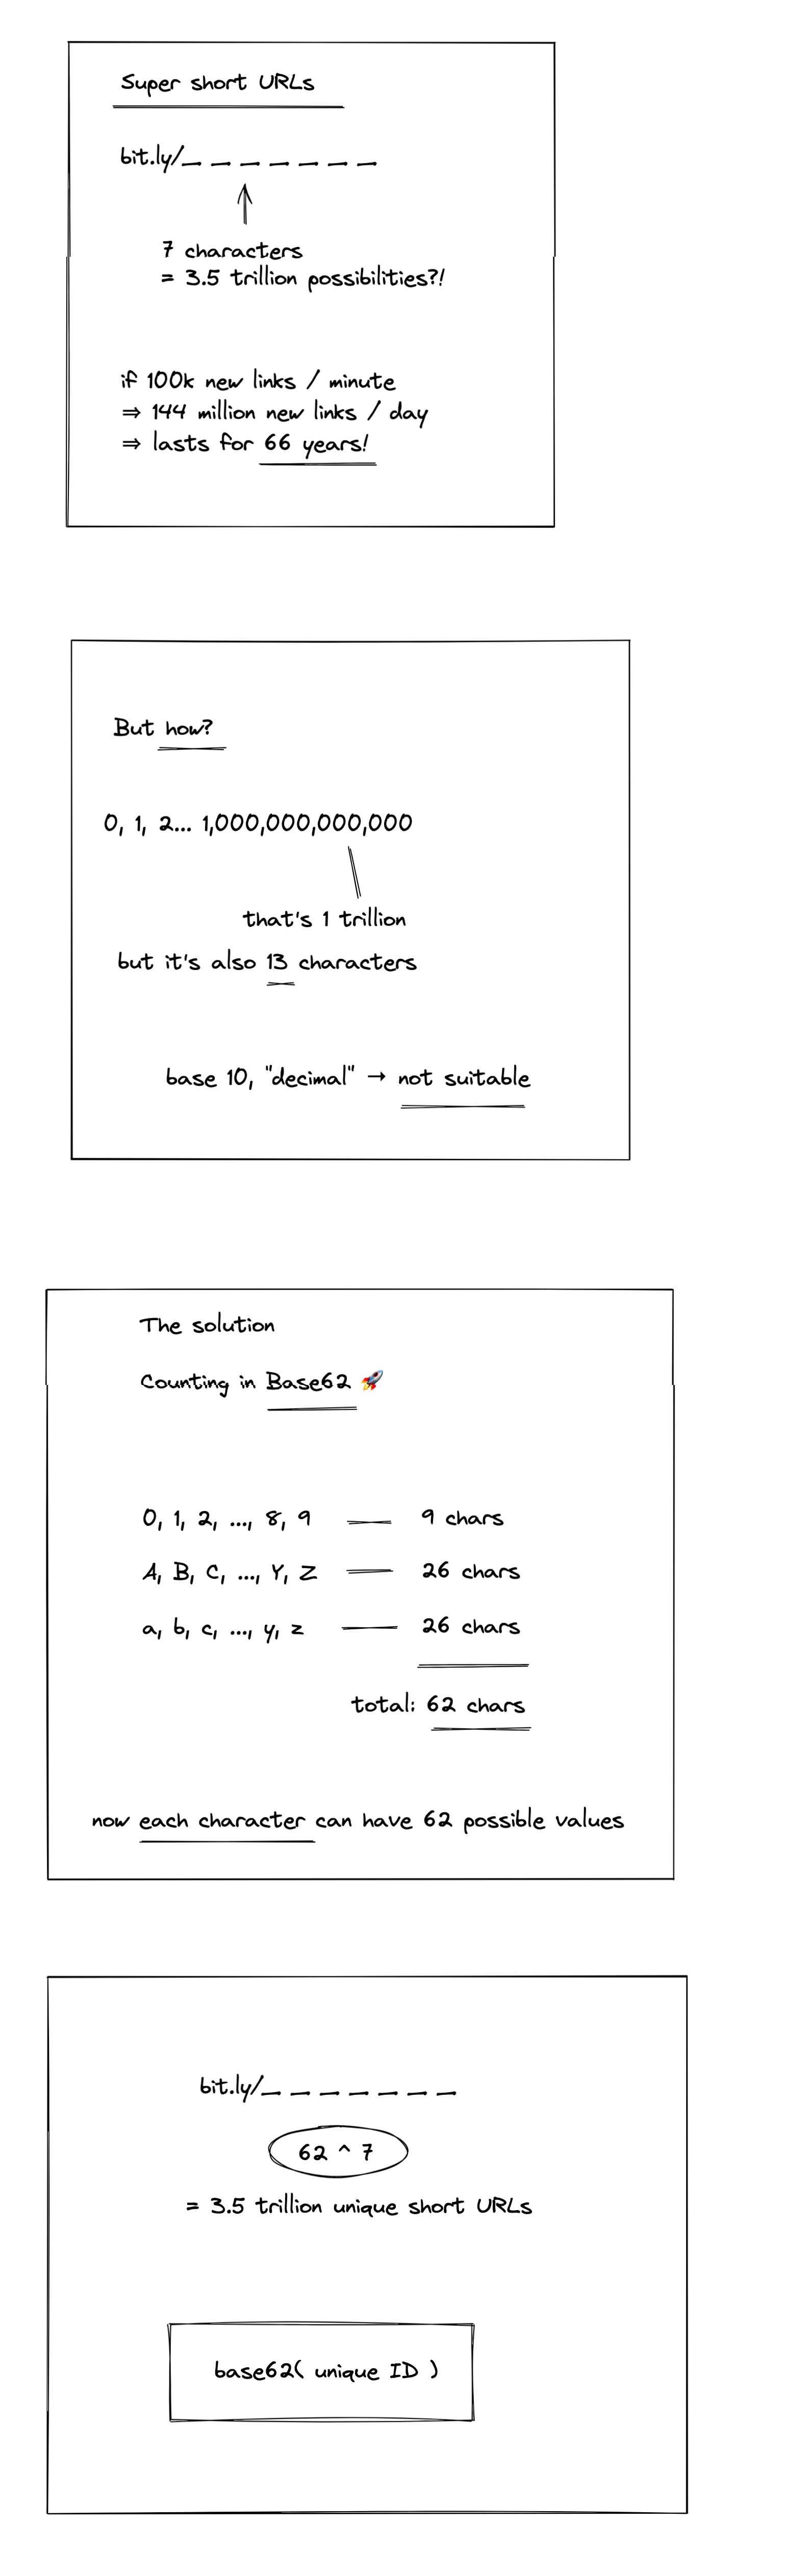 Super short URLs
bit.ly/_ _ _ _ _ _ _
7 characters
= 3.5 trillion possibilities?!
if 100k new links / minute
⇒ 144 million new links / day
⇒ lasts for 66 years!
But how?
0, 1, 2... 1,000,000,000,000
that's 1 trillion
but it's also 13 characters
base 10, "decimal" → not suitable
The solution
Counting in Base62 🚀
0, 1, 2, ..., 8, 9 — 9 chars
A, B, C, ..., Y, Z — 26 chars
a, b, c, ..., y, z — 26 chars
total: 62 chars
now each character can have 62 possible values
bit.ly/_ _ _ _ _ _ _
62 ^ 7
= 3.5 trillion unique short URLs
base62( unique ID )